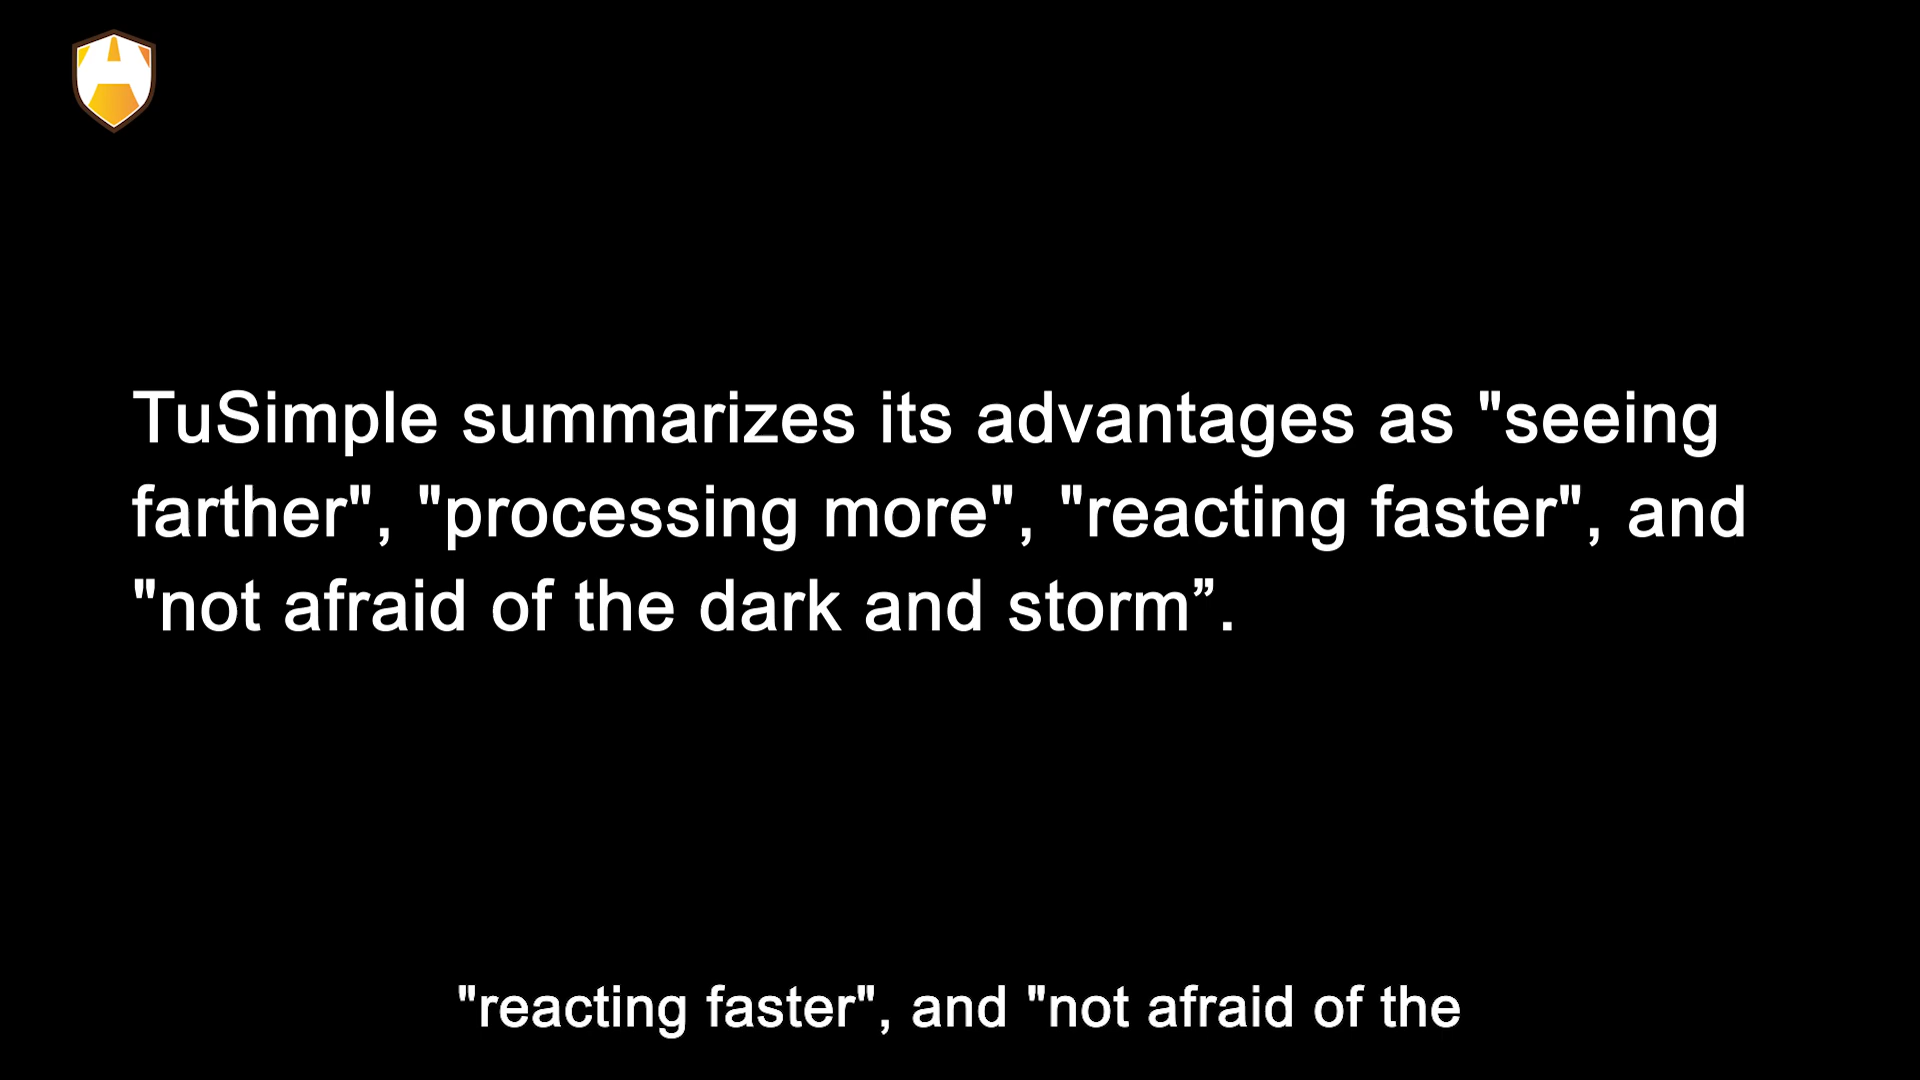 TuSimple summarizes its advantages as "seeing
farther", "processing more", "reacting faster", and
"not afraid of the dark and storm”.
"reacting faster", and "not afraid of the